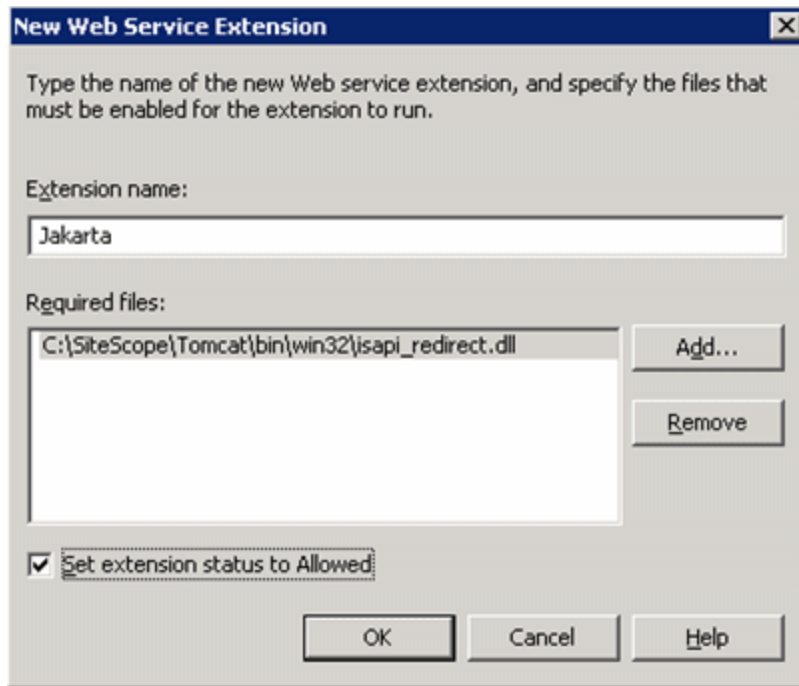 New Web Service Extension
Type the name of the new Web service extension, and specify the files that
must be enabled for the extension to run.
Extension name:
Jakarta
Required files:
C:\SiteScope\Tomcat\bin\win32\isapi_redirect.dll
Add...
Remove
Set extension status to Allowed
OK
Cancel
Help